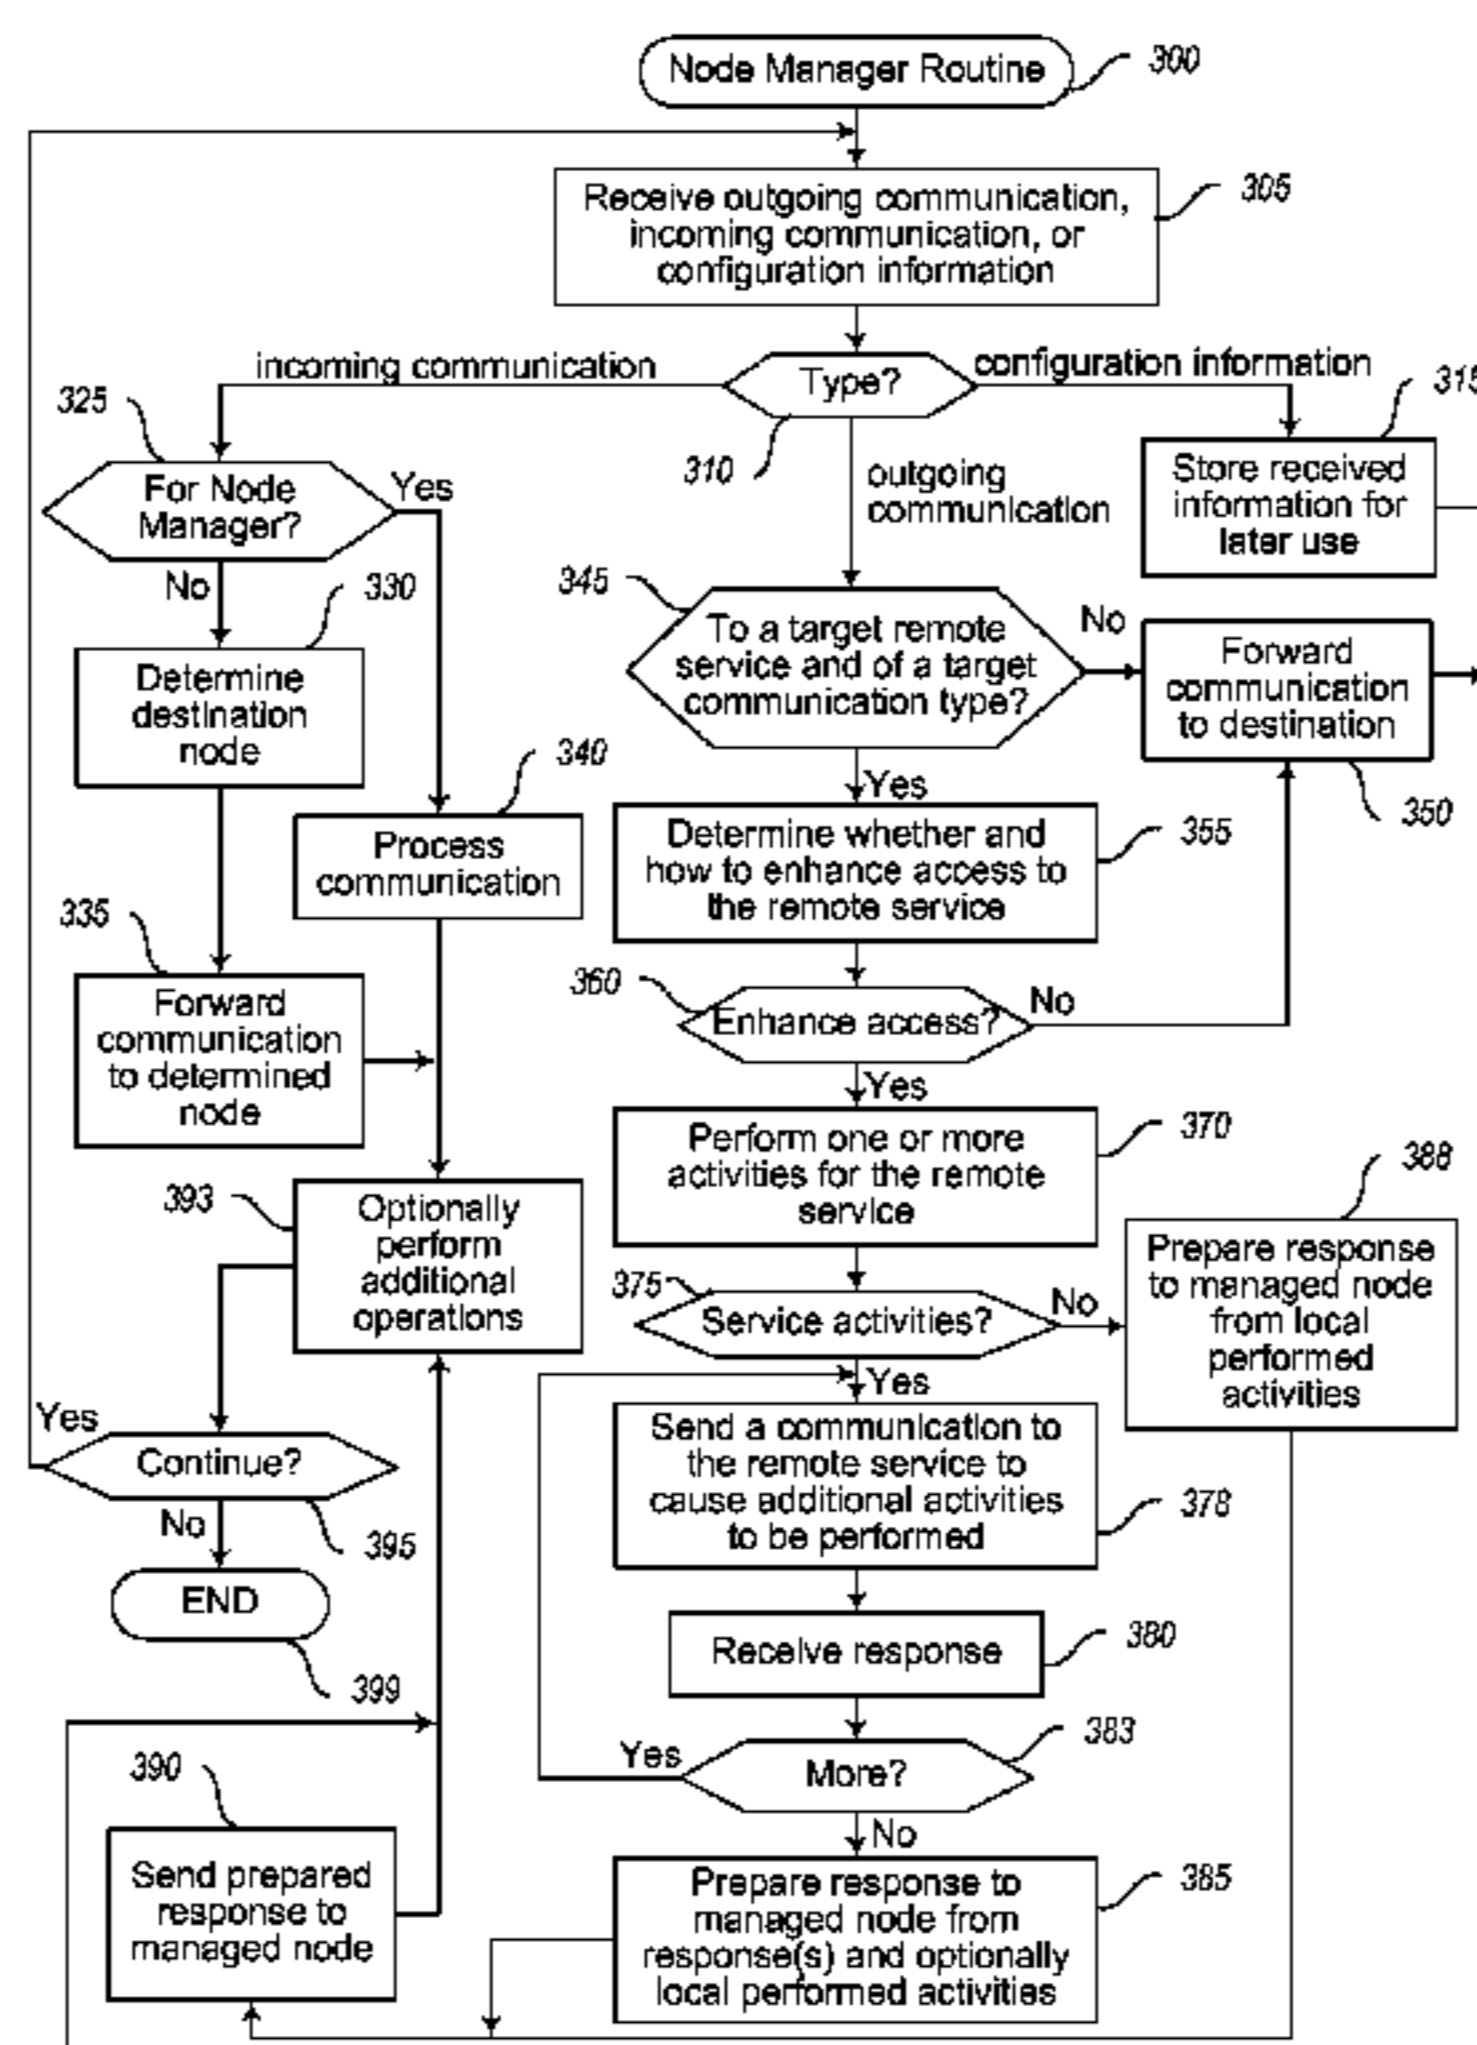 Node Manager Routine
300
Receive outgoing communication,
incoming communication, or
configuration information
305
incoming communication
Type?
configuration information
310
outgoing
communication
315
Store received
information for
later use
325
For Node
Manager?
Yes
No
330
Determine
destination
node
340
Process
communication
335
Forward
communication
to determined
node
345
To a target remote
service and of a target
communication type?
No
Forward
communication
to destination
350
Yes
Determine whether and
how to enhance access to
the remote service
355
360
Enhance access?
No
Yes
Perform one or more
activities for the remote
service
370
375
Service activities?
No
388
Prepare response
to managed node
from local
performed
activities
Yes
Send a communication to
the remote service to
cause additional activities
to be performed
378
Receive response
380
383
More?
Yes
No
Prepare response to
managed node from
response(s) and optionally
local performed activities
385
393
Optionally
perform
additional
operations
Yes
Continue?
No
395
END
399
390
Send prepared
response to
managed node